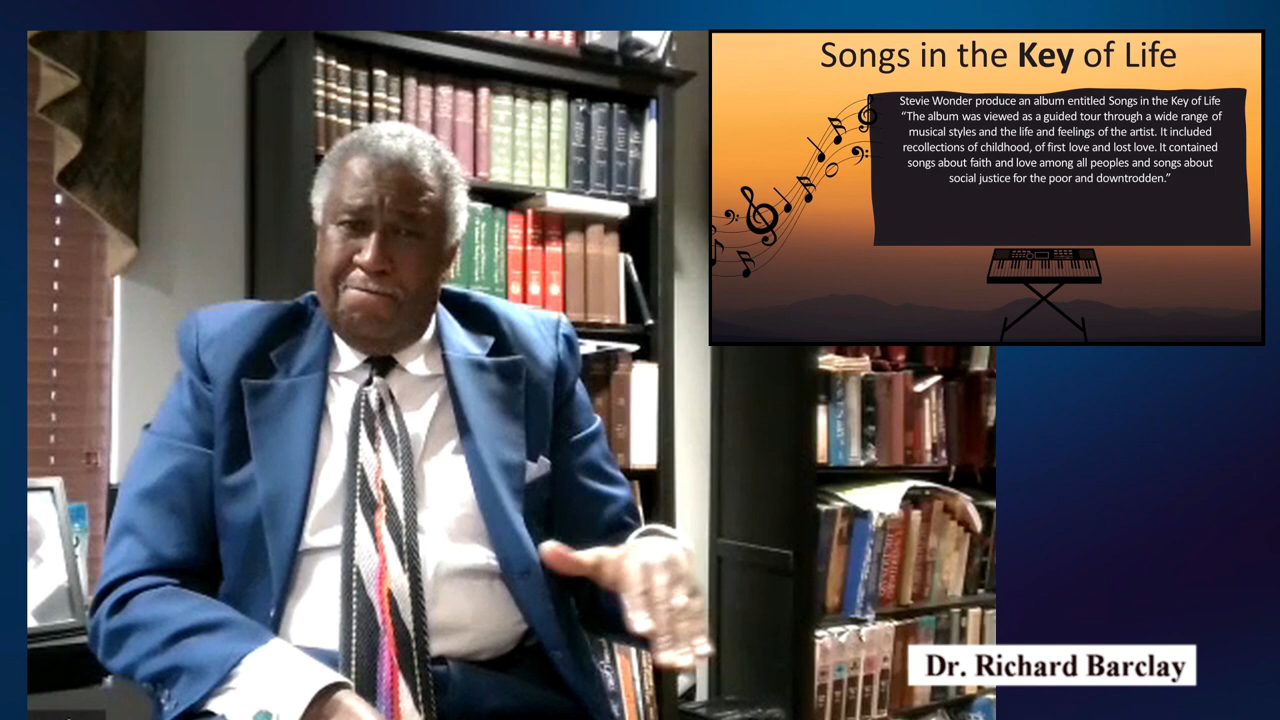 Songs in the Key of Life
Stevie Wonder produce an album entitled Songs in the Key of Life
“The album was viewed as a guided tour through a wide range of
musical styles and the life and feelings of the artist. It included
recollections of childhood, of first love and lost love. It contained
songs about faith and love among all peoples and songs about
social justice for the poor and downtrodden.”
Dr. Richard Barclay